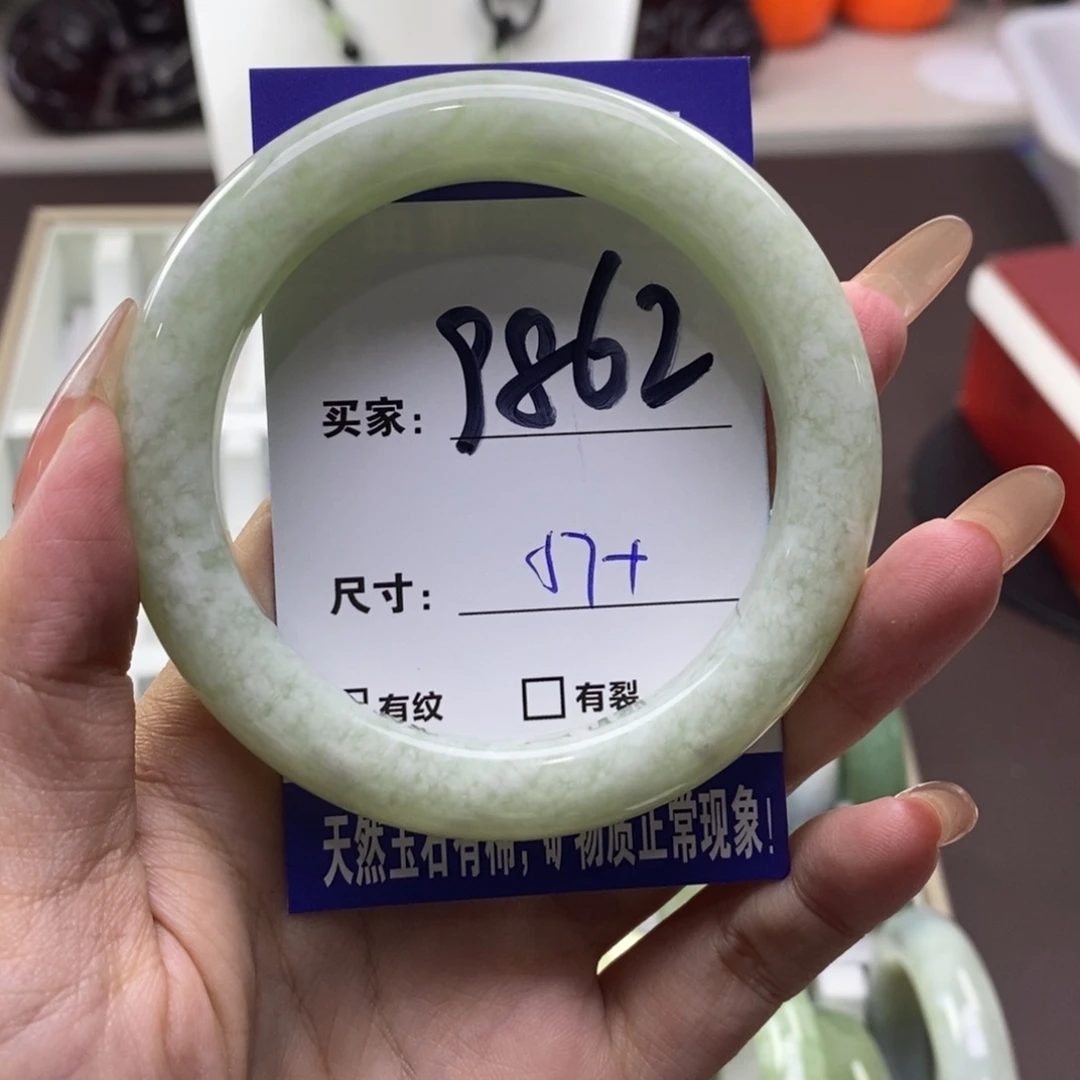 买家：9862
尺寸：57+
□有纹 □有裂
天然玉石有棉，矿物质正常现象！